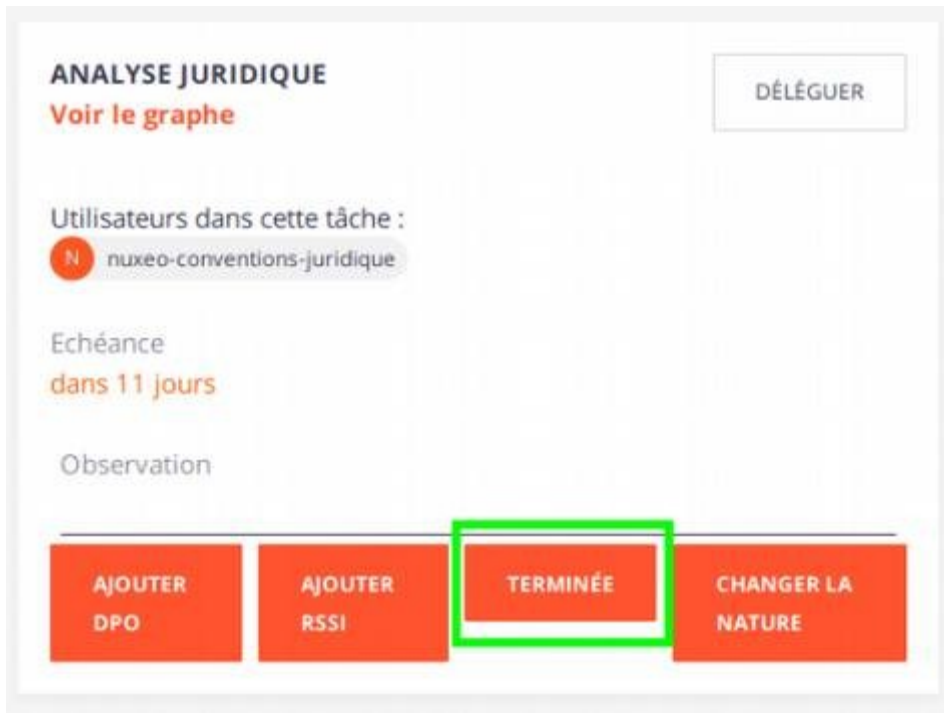 ANALYSE JURIDIQUE
Voir le graphe
DÉLÉGUER
Utilisateurs dans cette tâche :
N nuxeo-conventions-juridique
Echéance
dans 11 jours
Observation
AJOUTER
DPO
AJOUTER
RSSI
TERMINÉE
CHANGER LA
NATURE